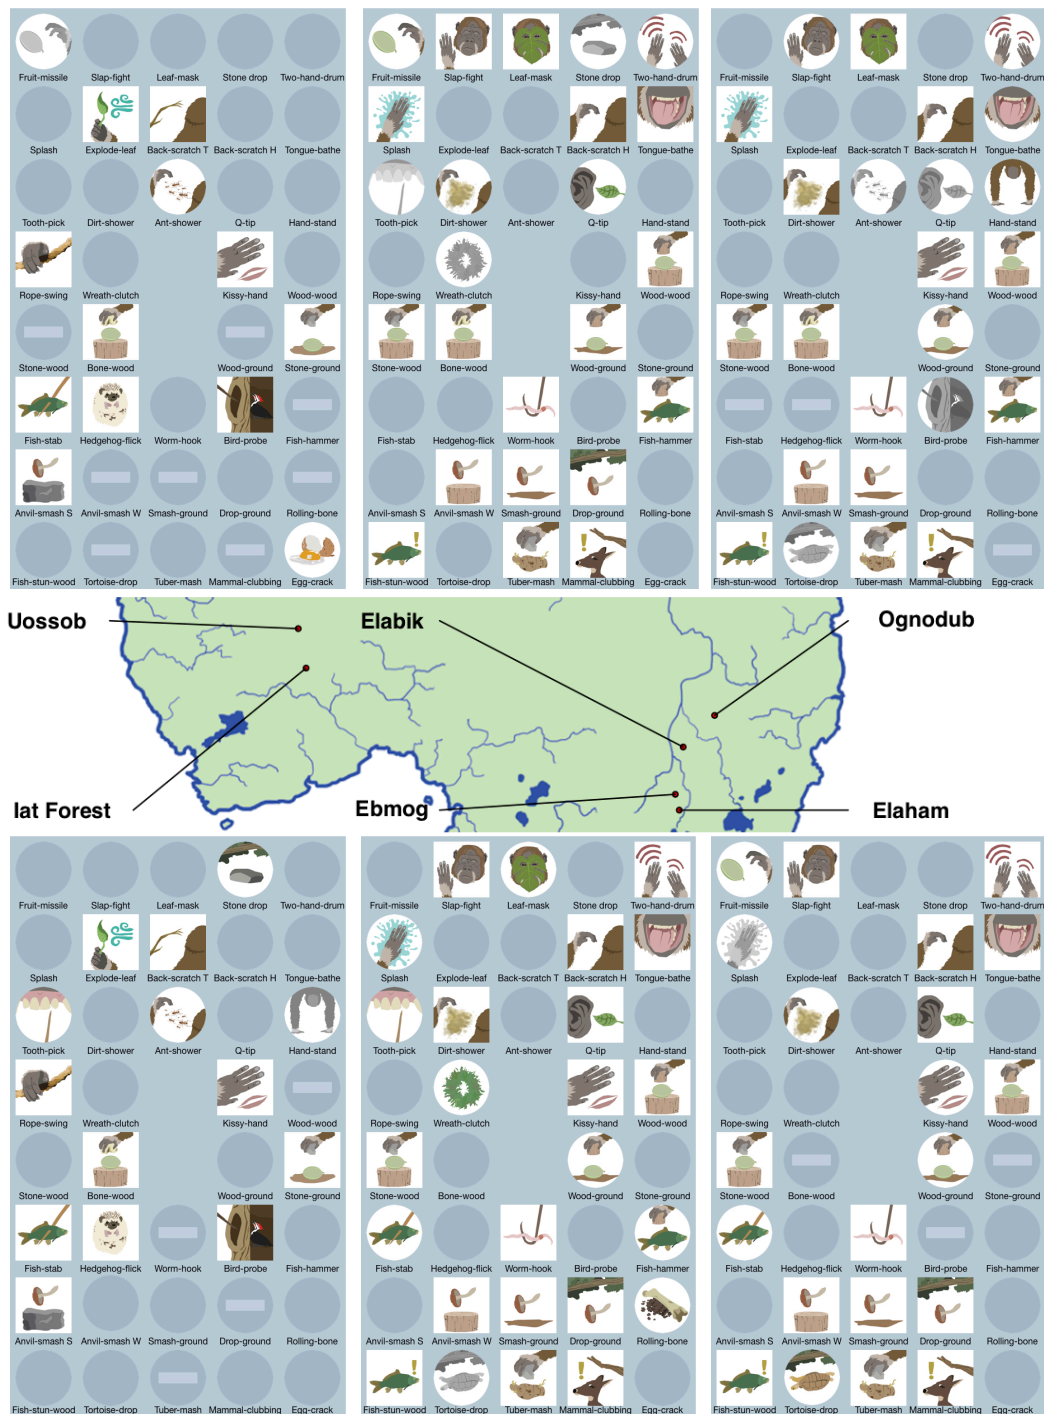 Fruit-missile Slap-fight Leaf-mask Stone drop Two-hand-drum
Splash Explode-leaf Back-scratch T Back-scratch H Tongue-bathe
Tooth-pick Dirt-shower Ant-shower Q-tip Hand-stand
Rope-swing Wreath-clutch Kissy-hand Wood-wood
Stone-wood Bone-wood Wood-ground Stone-ground
Fish-stab Hedgehog-flick Worm-hook Bird-probe Fish-hammer
Anvil-smash S Anvil-smash W Smash-ground Drop-ground Rolling-bone
Fish-stun-wood Tortoise-drop Tuber-mash Mammal-clubbing Egg-crack
Fruit-missile Slap-fight Leaf-mask Stone drop Two-hand-drum
Splash Explode-leaf Back-scratch T Back-scratch H Tongue-bathe
Tooth-pick Dirt-shower Ant-shower Q-tip Hand-stand
Rope-swing Wreath-clutch Kissy-hand Wood-wood
Stone-wood Bone-wood Wood-ground Stone-ground
Fish-stab Hedgehog-flick Worm-hook Bird-probe Fish-hammer
Anvil-smash S Anvil-smash W Smash-ground Drop-ground Rolling-bone
Fish-stun-wood Tortoise-drop Tuber-mash Mammal-clubbing Egg-crack
Fruit-missile Slap-fight Leaf-mask Stone drop Two-hand-drum
Splash Explode-leaf Back-scratch T Back-scratch H Tongue-bathe
Tooth-pick Dirt-shower Ant-shower Q-tip Hand-stand
Rope-swing Wreath-clutch Kissy-hand Wood-wood
Stone-wood Bone-wood Wood-ground Stone-ground
Fish-stab Hedgehog-flick Worm-hook Bird-probe Fish-hammer
Anvil-smash S Anvil-smash W Smash-ground Drop-ground Rolling-bone
Fish-stun-wood Tortoise-drop Tuber-mash Mammal-clubbing Egg-crack
Uossob Elabik Ognodub
Iat Forest Ebmog Elaham
Fruit-missile Slap-fight Leaf-mask Stone drop Two-hand-drum
Splash Explode-leaf Back-scratch T Back-scratch H Tongue-bathe
Tooth-pick Dirt-shower Ant-shower Q-tip Hand-stand
Rope-swing Wreath-clutch Kissy-hand Wood-wood
Stone-wood Bone-wood Wood-ground Stone-ground
Fish-stab Hedgehog-flick Worm-hook Bird-probe Fish-hammer
Anvil-smash S Anvil-smash W Smash-ground Drop-ground Rolling-bone
Fish-stun-wood Tortoise-drop Tuber-mash Mammal-clubbing Egg-crack
Fruit-missile Slap-fight Leaf-mask Stone drop Two-hand-drum
Splash Explode-leaf Back-scratch T Back-scratch H Tongue-bathe
Tooth-pick Dirt-shower Ant-shower Q-tip Hand-stand
Rope-swing Wreath-clutch Kissy-hand Wood-wood
Stone-wood Bone-wood Wood-ground Stone-ground
Fish-stab Hedgehog-flick Worm-hook Bird-probe Fish-hammer
Anvil-smash S Anvil-smash W Smash-ground Drop-ground Rolling-bone
Fish-stun-wood Tortoise-drop Tuber-mash Mammal-clubbing Egg-crack
Fruit-missile Slap-fight Leaf-mask Stone drop Two-hand-drum
Splash Explode-leaf Back-scratch T Back-scratch H Tongue-bathe
Tooth-pick Dirt-shower Ant-shower Q-tip Hand-stand
Rope-swing Wreath-clutch Kissy-hand Wood-wood
Stone-wood Bone-wood Wood-ground Stone-ground
Fish-stab Hedgehog-flick Worm-hook Bird-probe Fish-hammer
Anvil-smash S Anvil-smash W Smash-ground Drop-ground Rolling-bone
Fish-stun-wood Tortoise-drop Tuber-mash Mammal-clubbing Egg-crack